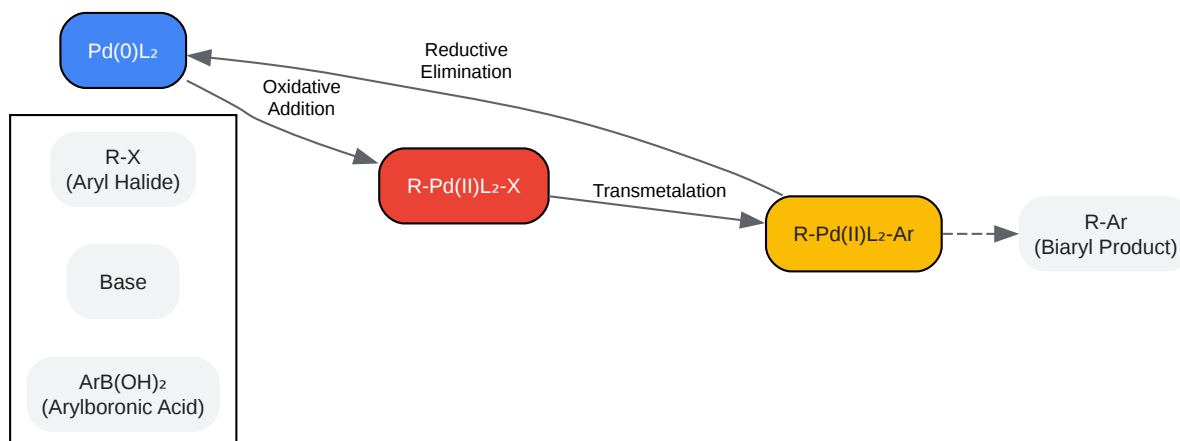 Pd(0)L₂
Reductive
Elimination
Oxidative
Addition
R-X
(Aryl Halide)
R-Pd(II)L₂-X
Transmetalation
R-Pd(II)L₂-Ar
R-Ar
(Biaryl Product)
Base
ArB(OH)₂
(Arylboronic Acid)